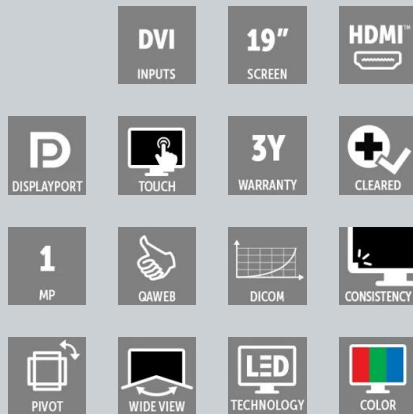 DVI
INPUTS
19"
SCREEN
HDMI™
DISPLAYPORT
TOUCH
3Y
WARRANTY
CLEARED
1
MP
QAWEB
DICOM
CONSISTENCY
PIVOT
WIDE VIEW
LED
TECHNOLOGY
COLOR